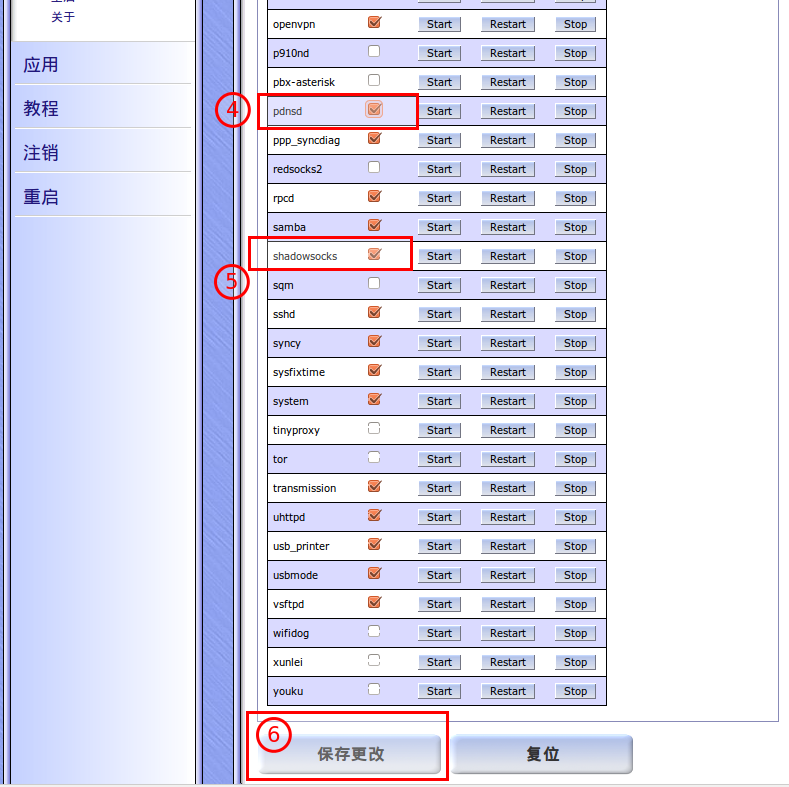 关于
应用
教程
注销
重启
openvpn Start Restart Stop
p910nd Start Restart Stop
pbx-asterisk Start Restart Stop
④ pdnsd Start Restart Stop
ppp_syncdiag Start Restart Stop
redsocks2 Start Restart Stop
rpcd Start Restart Stop
samba Start Restart Stop
shadowsocks Start Restart Stop
⑤ sqm Start Restart Stop
sshd Start Restart Stop
syncy Start Restart Stop
sysfixtime Start Restart Stop
system Start Restart Stop
tinyproxy Start Restart Stop
tor Start Restart Stop
transmission Start Restart Stop
uhttpd Start Restart Stop
usb_printer Start Restart Stop
usbmode Start Restart Stop
vsftpd Start Restart Stop
wifidog Start Restart Stop
xunlei Start Restart Stop
youku Start Restart Stop
⑥ 保存更改 复位